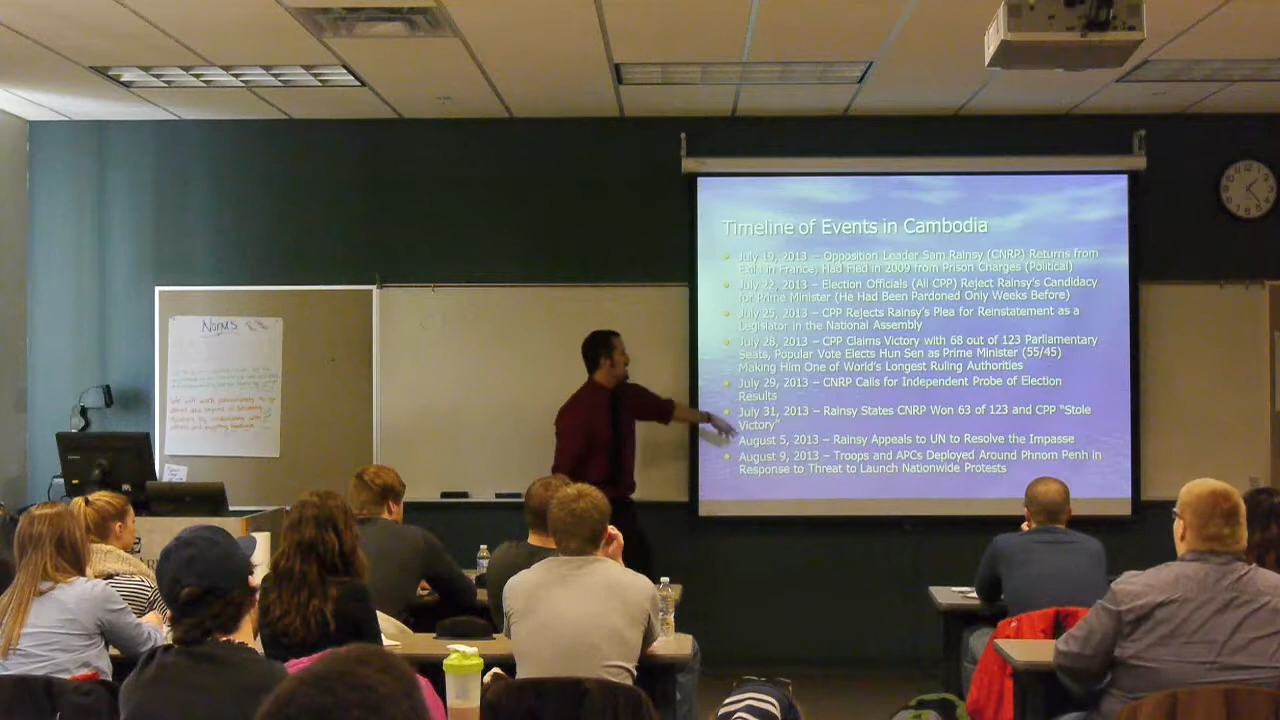 Norms
We will work
Timeline of Events in Cambodia
July 19, 2013 – Opposition Leader Sam Rainsy (CNRP) Returns from
Exile in France, Had Fled in 2009 from Prison Charges (Political)
July 22, 2013 – Election Officials (All CPP) Reject Rainsy's Candidacy
for Prime Minister (He Had Been Pardoned Only Weeks Before)
July 25, 2013 – CPP Rejects Rainsy's Plea for Reinstatement as a
Legislator in the National Assembly
July 28, 2013 – CPP Claims Victory with 68 out of 123 Parliamentary
Seats, Popular Vote Elects Hun Sen as Prime Minister (55/45)
Making Him One of World's Longest Ruling Authorities
July 29, 2013 – CNRP Calls for Independent Probe of Election
Results
July 31, 2013 – Rainsy States CNRP Won 63 of 123 and CPP "Stole
Victory"
August 5, 2013 – Rainsy Appeals to UN to Resolve the Impasse
August 9, 2013 – Troops and APCs Deployed Around Phnom Penh in
Response to Threat to Launch Nationwide Protests